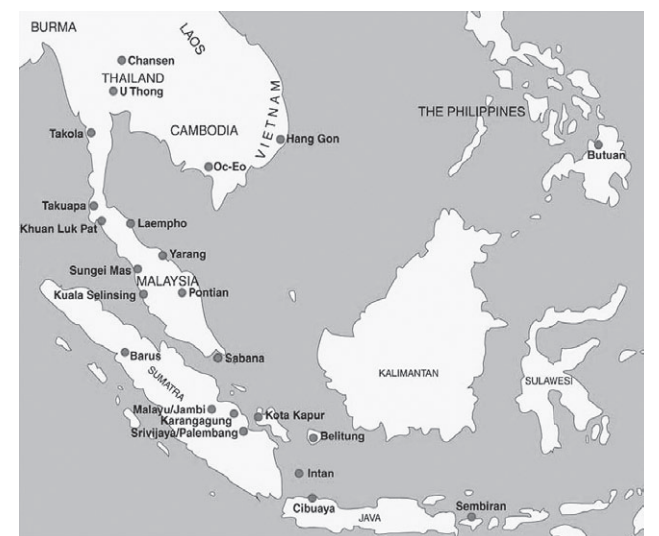 BURMA
LAOS
Chansen
THAILAND
U Thong
THE PHILIPPINES
VIETNAM
Takola
CAMBODIA
Hang Gon
Butuan
Oc-Eo
Takuapa
Laempho
Khuan Luk Pat
Yarang
Sungei Mas
MALAYSIA
Kuala Selinsing
Pontian
Barus
Sabana
SUMATRA
KALIMANTAN
SULAWESI
Malayu/Jambi
Karangagung
Kota Kapur
Srivijaya/Palembang
Belitung
Intan
Cibuaya
Sembiran
JAVA